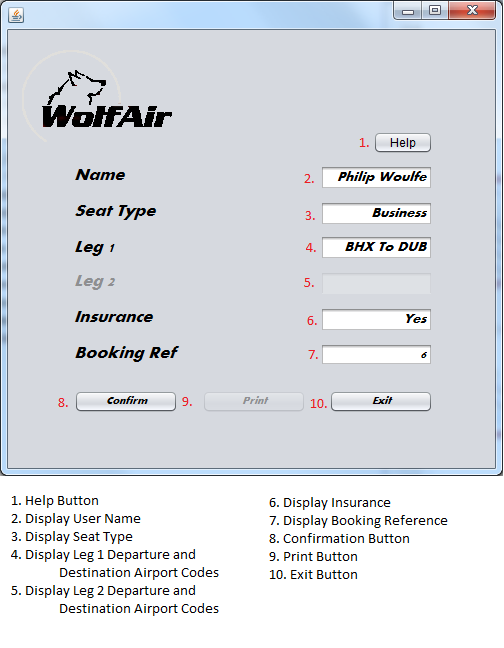 WolfAir
1. Help
Name 2. Philip Woulfe
Seat Type 3. Business
Leg 1 4. BHX To DUB
Leg 2 5.
Insurance 6. Yes
Booking Ref 7. 6
8. Confirm 9. Print 10. Exit
1. Help Button
2. Display User Name
3. Display Seat Type
4. Display Leg 1 Departure and
Destination Airport Codes
5. Display Leg 2 Departure and
Destination Airport Codes
6. Display Insurance
7. Display Booking Reference
8. Confirmation Button
9. Print Button
10. Exit Button